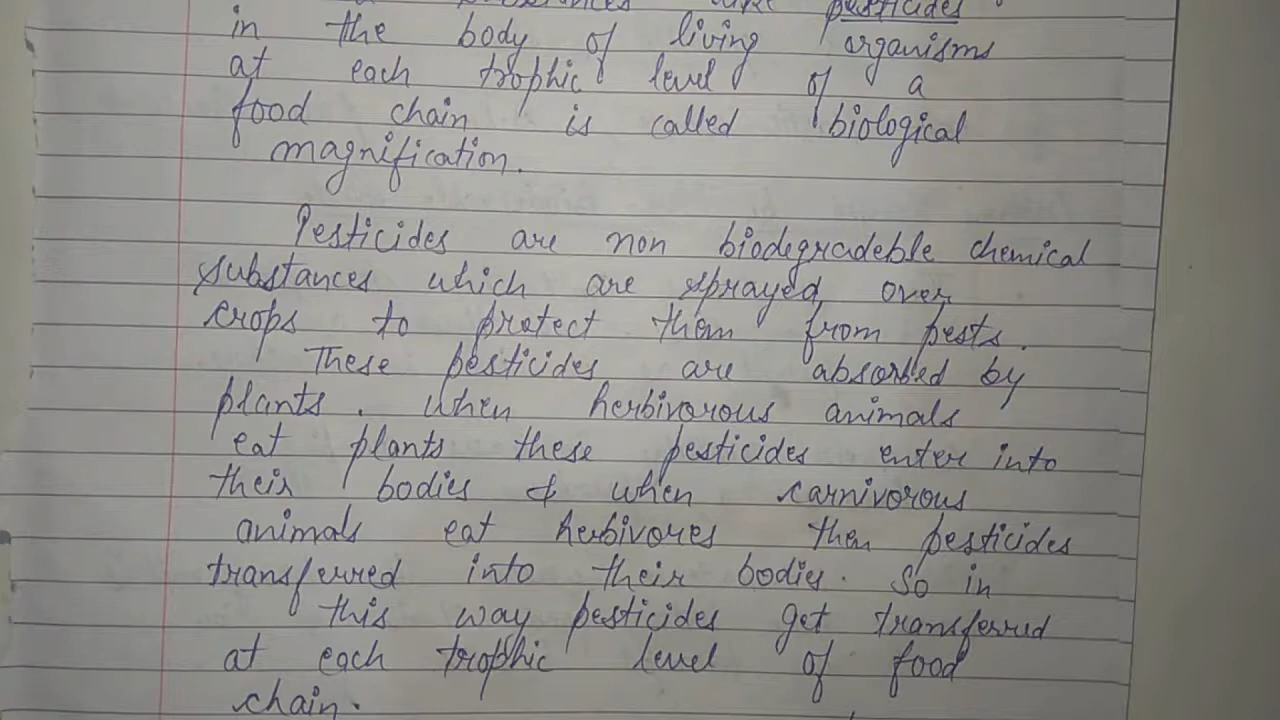 pesticides
in the body of living organisms
at each trophic level of a
food chain is called biological
magnification.
Pesticides are non biodegradeble chemical
substances which are sprayed over
crops to protect them from pests.
These pesticides are absorbed by
plants. when herbivorous animals
eat plants these pesticides enter into
their bodies & when carnivorous
animals eat herbivores then pesticides
transferred into their bodies. So in
this way pesticides get transferred
at each trophic level of food
chain.